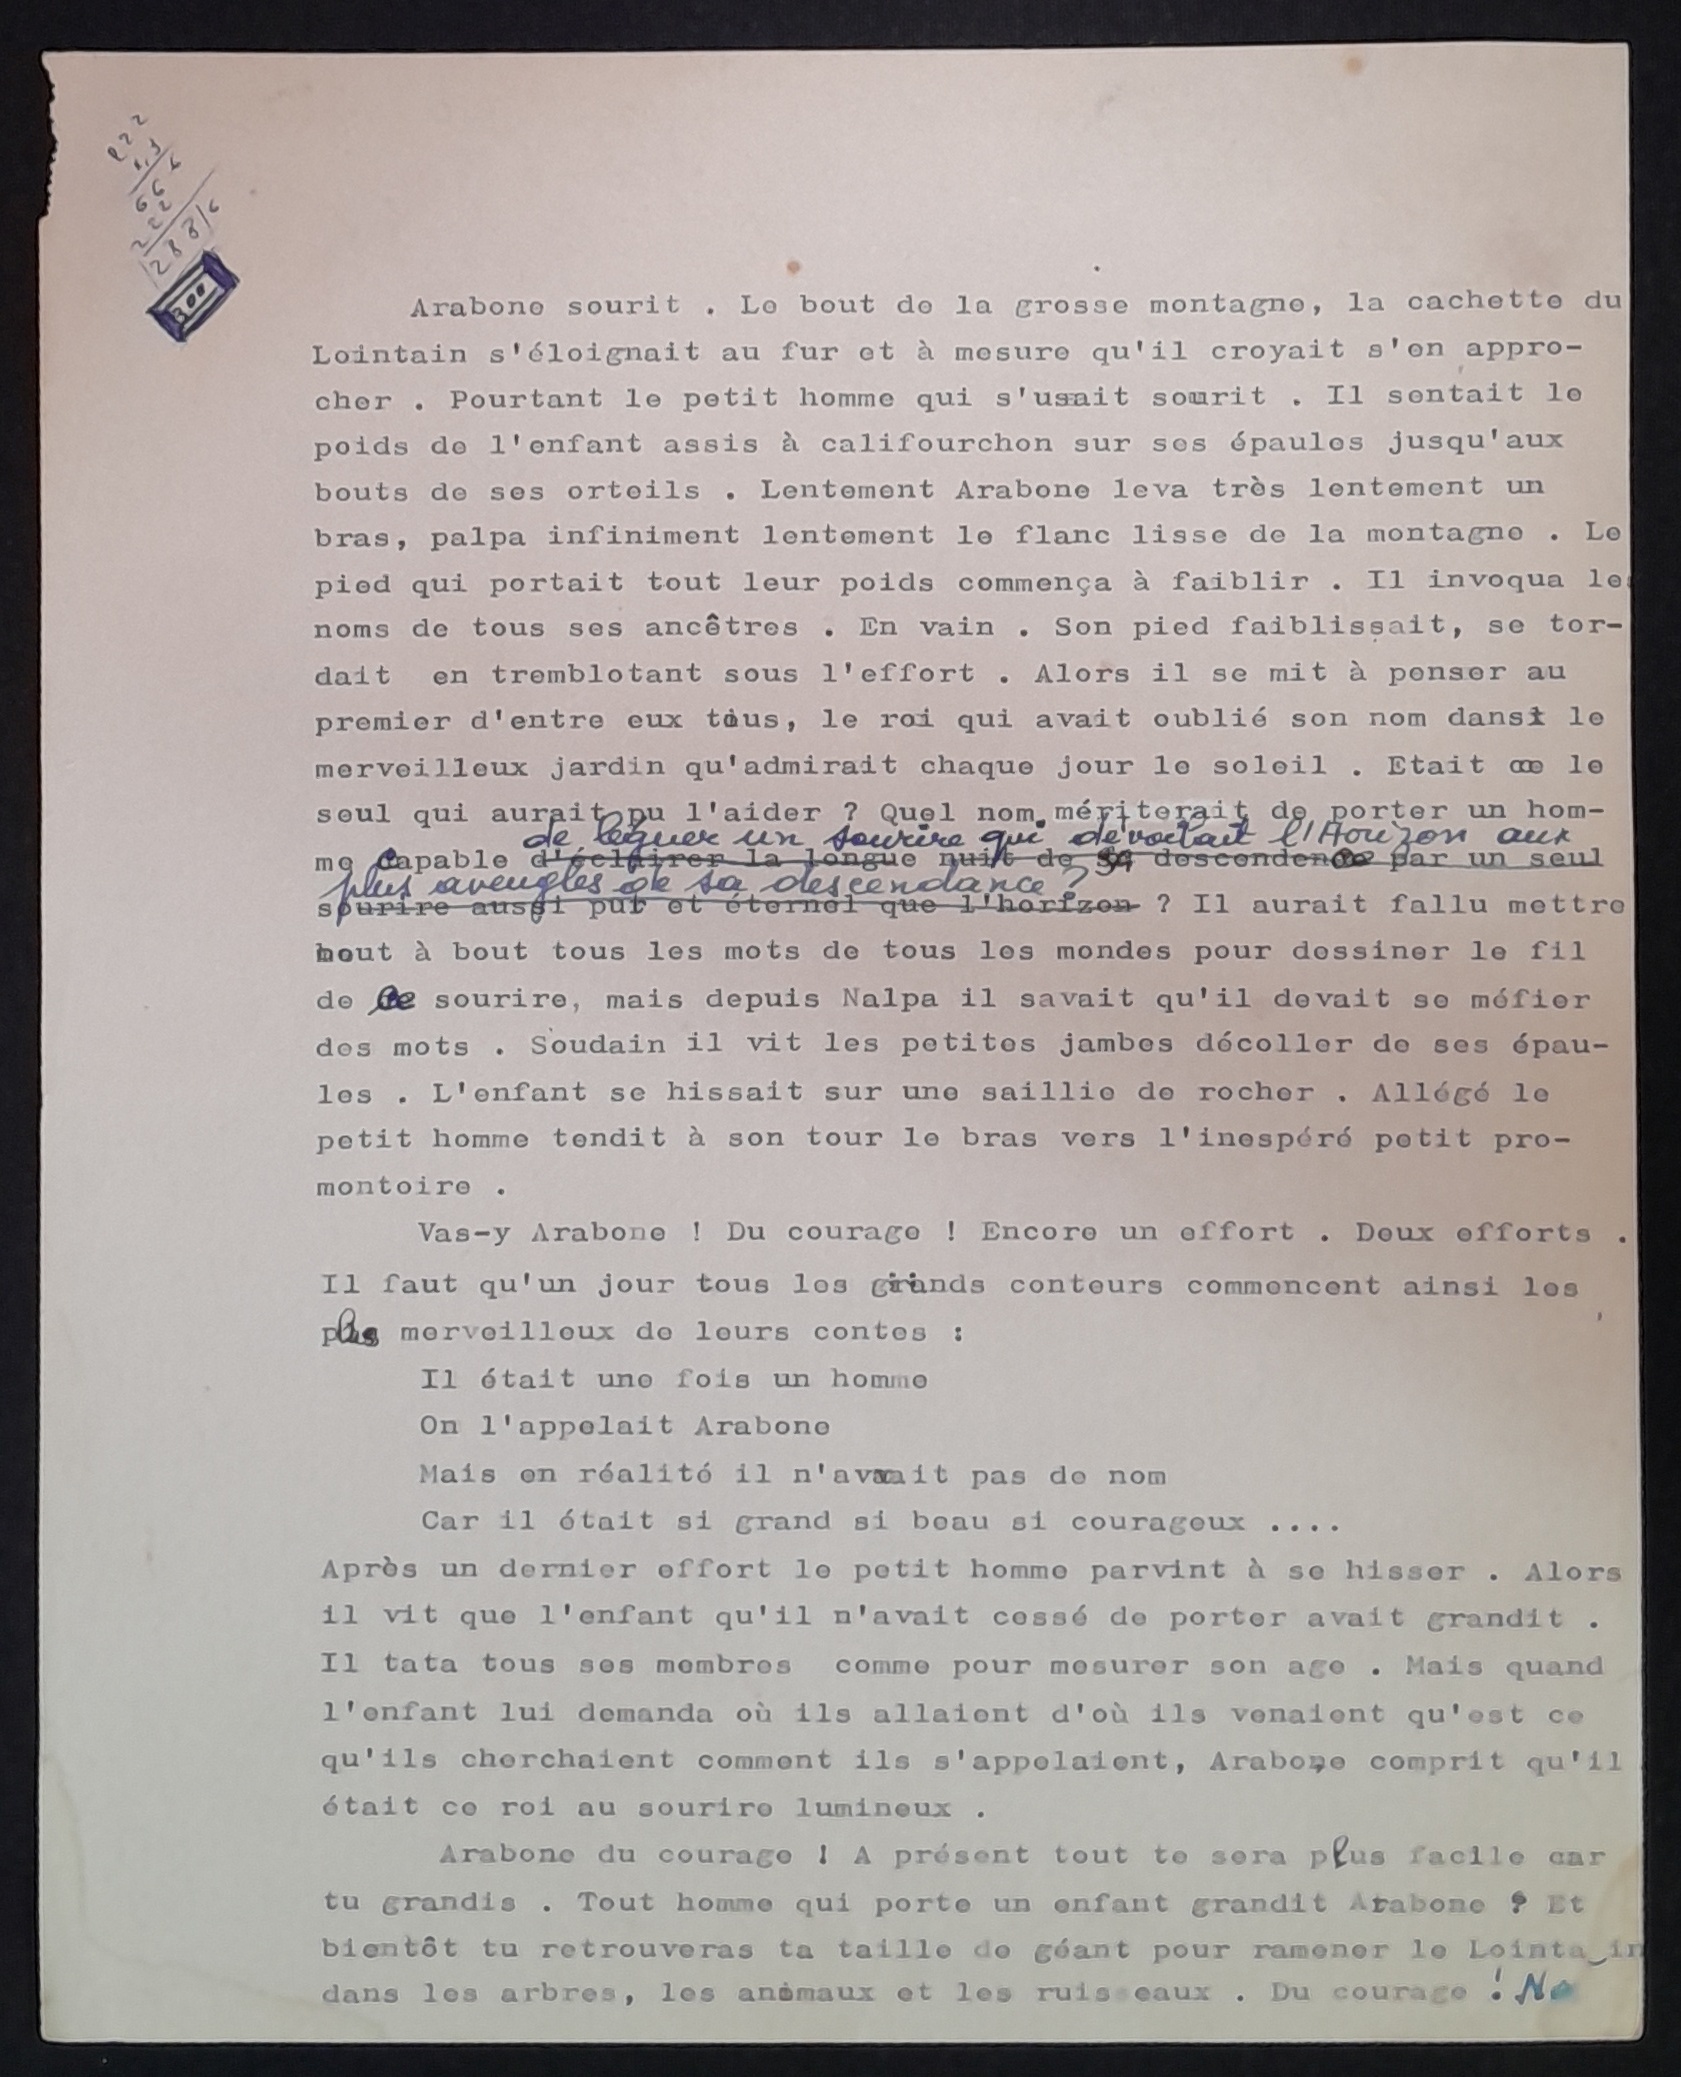 222
1,3
666
222
288/6
300
Arabone sourit . Le bout de la grosse montagne, la cachette du
Lointain s'éloignait au fur et à mesure qu'il croyait s'en appro-
cher . Pourtant le petit homme qui s'usait sourit . Il sentait le
poids de l'enfant assis à califourchon sur ses épaules jusqu'aux
bouts de ses orteils . Lentement Arabone leva très lentement un
bras, palpa infiniment lentement le flanc lisse de la montagne . Le
pied qui portait tout leur poids commença à faiblir . Il invoqua les
noms de tous ses ancêtres . En vain . Son pied faiblissait, se tor-
dait en tremblotant sous l'effort . Alors il se mit à penser au
premier d'entre eux tous, le roi qui avait oublié son nom dans le
merveilleux jardin qu'admirait chaque jour le soleil . Etait ce le
seul qui aurait pu l'aider ? Quel nom mériterait de porter un hom-
de léguer un sourire qui dévoilait l'Horizon aux
me capable d'éclairer la longue nuit de sa descendence par un seul
plus aveugles de sa descendance ?
sourire aussi pur et éternel que l'horizon ? Il aurait fallu mettre
bout à bout tous les mots de tous les mondes pour dessiner le fil
de ce sourire, mais depuis Nalpa il savait qu'il devait se méfier
des mots . Soudain il vit les petites jambes décoller de ses épau-
les . L'enfant se hissait sur une saillie de rocher . Allégé le
petit homme tendit à son tour le bras vers l'inespéré petit pro-
montoire .
Vas-y Arabone ! Du courage ! Encore un effort . Deux efforts .
Il faut qu'un jour tous les grands conteurs commencent ainsi les
plus merveilleux de leurs contes :
Il était une fois un homme
On l'appelait Arabone
Mais en réalité il n'avait pas de nom
Car il était si grand si beau si courageux ....
Après un dernier effort le petit homme parvint à se hisser . Alors
il vit que l'enfant qu'il n'avait cessé de porter avait grandit .
Il tata tous ses membres comme pour mesurer son age . Mais quand
l'enfant lui demanda où ils allaient d'où ils venaient qu'est ce
qu'ils cherchaient comment ils s'appelaient, Arabone comprit qu'il
était ce roi au sourire lumineux .
Arabone du courage ! A présent tout te sera plus facile car
tu grandis . Tout homme qui porte un enfant grandit Arabone ? Et
bientôt tu retrouveras ta taille de géant pour ramener le Lointain
dans les arbres, les animaux et les ruisseaux . Du courage ! Ne